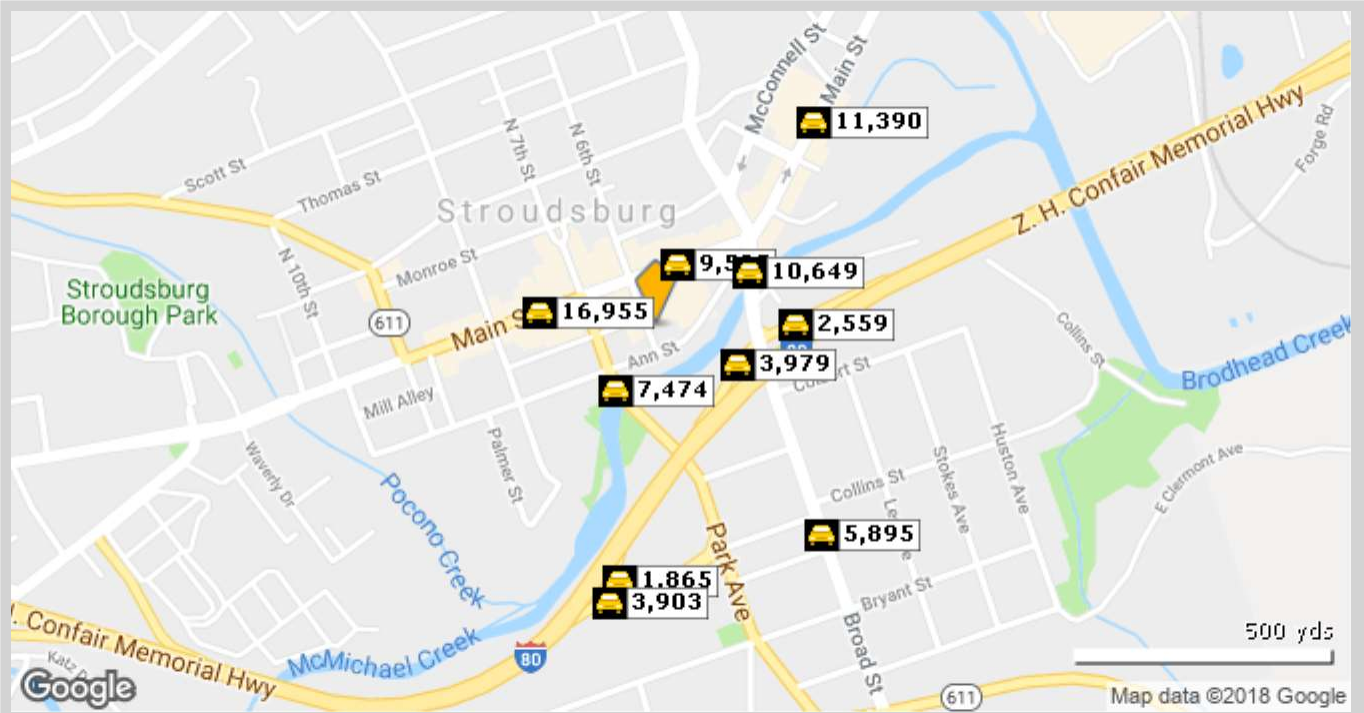 McConnell St
Main St
11,390
Z. H. Confair Memorial Hwy
Forge Rd
N 7th St
N 6th St
Scott St
Thomas St
Stroudsburg
Monroe St
N 10th St
Stroudsburg
Borough Park
611
Main S
16,955
10,649
2,559
3,979
7,474
Ann St
Mill Alley
Collins St
Brodhead Creek
Palmer St
Waverly Dr
Huston Ave
Stokes Ave
E Clermont Ave
Collins St
Pocono Creek
Park Ave
5,895
1,865
3,903
Bryant St
Broad St
Confair Memorial Hwy
McMichael Creek
80
500 yds
Google
611
Map data ©2018 Google